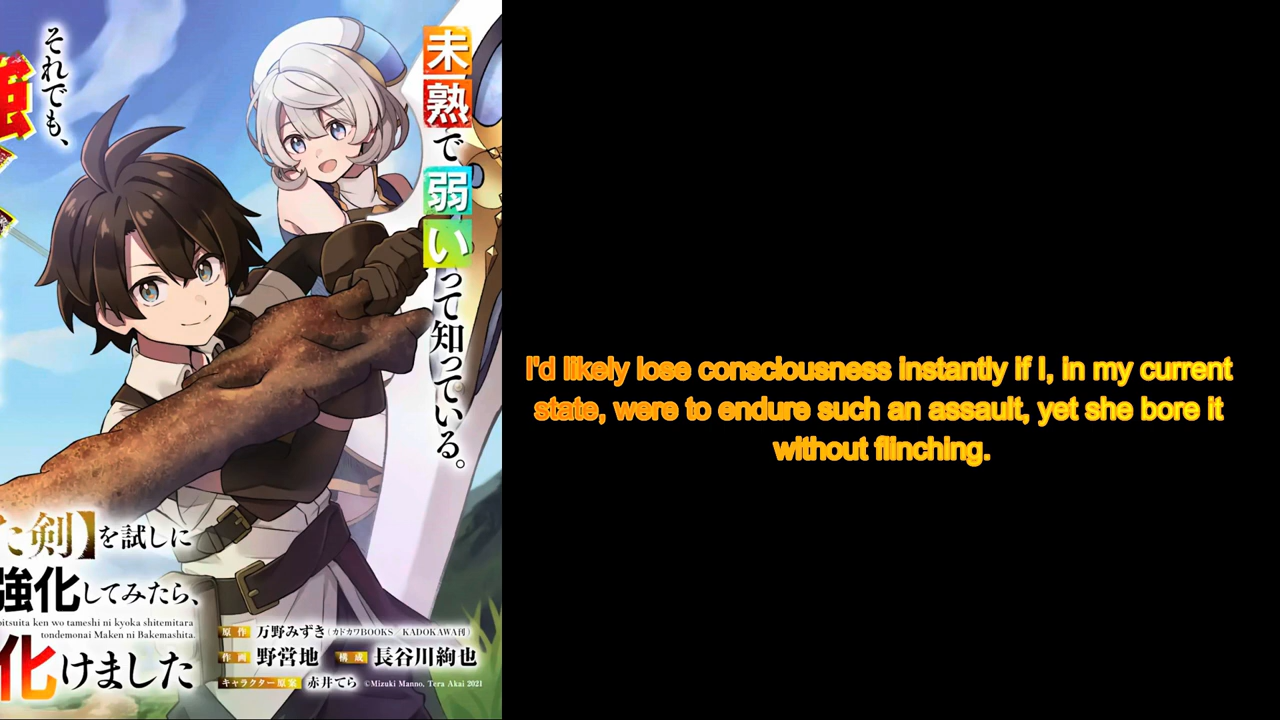 それでも、
強
未熟で弱いって知っている。
た剣】を試しに
強化してみたら、
oitsuita ken wo tameshi ni kyoka shitemitara
tondemonai Maken ni Bakemashita.
化けました
原作 万野みずき（カドカワBOOKS／KADOKAWA刊）
作画 野営地 構成 長谷川絢也
キャラクター原案 赤井てら ©Mizuki Manno, Tera Akai 2021
I'd likely lose consciousness instantly if I, in my current
state, were to endure such an assault, yet she bore it
without flinching.